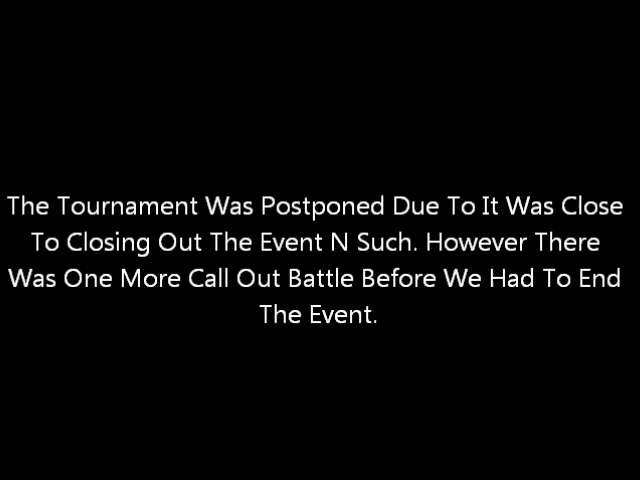 The Tournament Was Postponed Due To It Was Close
To Closing Out The Event N Such. However There
Was One More Call Out Battle Before We Had To End
The Event.